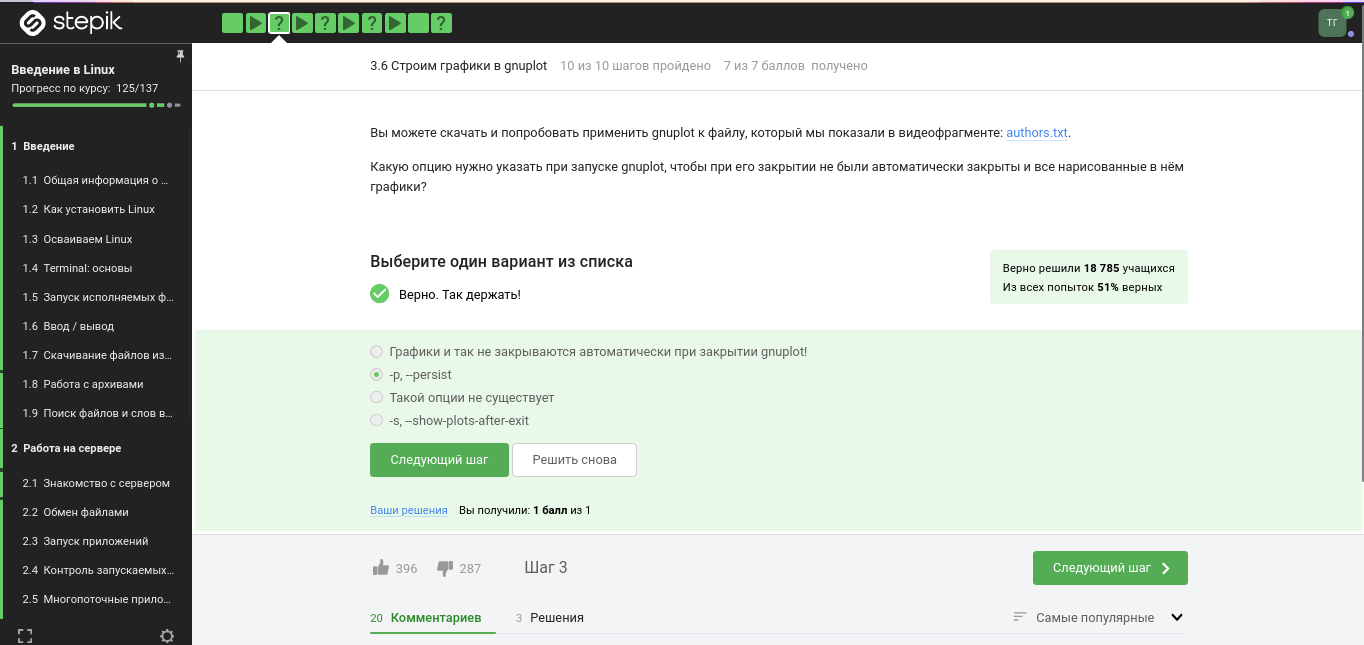 stepik
? ? ? ?
ТГ
1
Введение в Linux
Прогресс по курсу: 125/137
1 Введение
1.1 Общая информация о ...
1.2 Как установить Linux
1.3 Осваиваем Linux
1.4 Terminal: основы
1.5 Запуск исполняемых ф...
1.6 Ввод / вывод
1.7 Скачивание файлов из...
1.8 Работа с архивами
1.9 Поиск файлов и слов в...
2 Работа на сервере
2.1 Знакомство с сервером
2.2 Обмен файлами
2.3 Запуск приложений
2.4 Контроль запускаемых...
2.5 Многопоточные прило...
3.6 Строим графики в gnuplot 10 из 10 шагов пройдено 7 из 7 баллов получено
Вы можете скачать и попробовать применить gnuplot к файлу, который мы показали в видеофрагменте: authors.txt.
Какую опцию нужно указать при запуске gnuplot, чтобы при его закрытии не были автоматически закрыты и все нарисованные в нём
графики?
Выберите один вариант из списка
Верно. Так держать!
Верно решили 18 785 учащихся
Из всех попыток 51% верных
Графики и так не закрываются автоматически при закрытии gnuplot!
-p, --persist
Такой опции не существует
-s, --show-plots-after-exit
Следующий шаг Решить снова
Ваши решения Вы получили: 1 балл из 1
396 287 Шаг 3 Следующий шаг
20 Комментариев 3 Решения Самые популярные